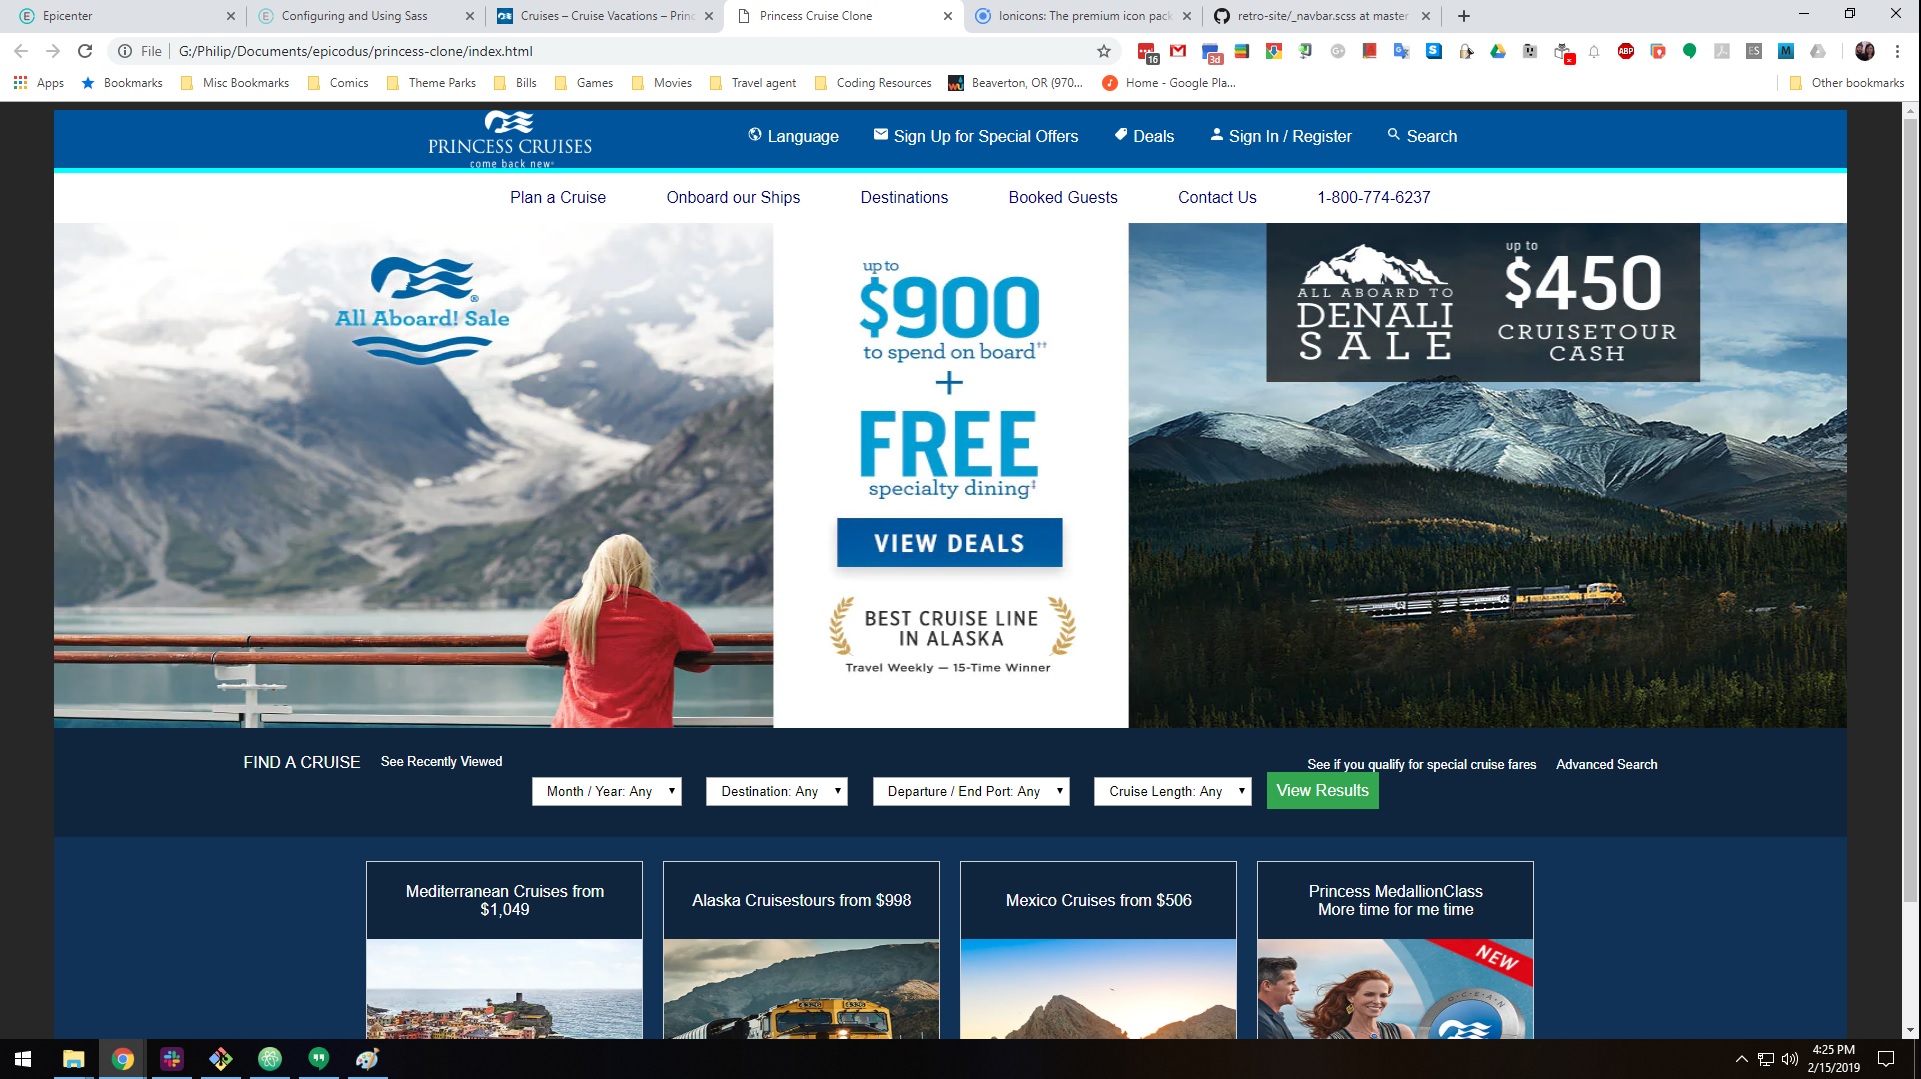 Epicenter
Configuring and Using Sass
Cruises – Cruise Vacations – Princ
Princess Cruise Clone
Ionicons: The premium icon pack
retro-site/_navbar.scss at master
File
G:/Philip/Documents/epicodus/princess-clone/index.html
16
3d
ABP
ES
M
Apps
Bookmarks
Misc Bookmarks
Comics
Theme Parks
Bills
Games
Movies
Travel agent
Coding Resources
Beaverton, OR (970...
Home - Google Pla...
Other bookmarks
PRINCESS CRUISES
come back new
Language
Sign Up for Special Offers
Deals
Sign In / Register
Search
Plan a Cruise
Onboard our Ships
Destinations
Booked Guests
Contact Us
1-800-774-6237
All Aboard! Sale
up to
$900
to spend on board††
+
FREE
specialty dining‡
VIEW DEALS
BEST CRUISE LINE
IN ALASKA
Travel Weekly — 15-Time Winner
ALL ABOARD TO
DENALI
SALE
up to
$450
CRUISETOUR
CASH
FIND A CRUISE
See Recently Viewed
See if you qualify for special cruise fares
Advanced Search
Month / Year: Any
Destination: Any
Departure / End Port: Any
Cruise Length: Any
View Results
Mediterranean Cruises from
$1,049
Alaska Cruisestours from $998
Mexico Cruises from $506
Princess MedallionClass
More time for me time
NEW
OCEAN
4:25 PM
2/15/2019